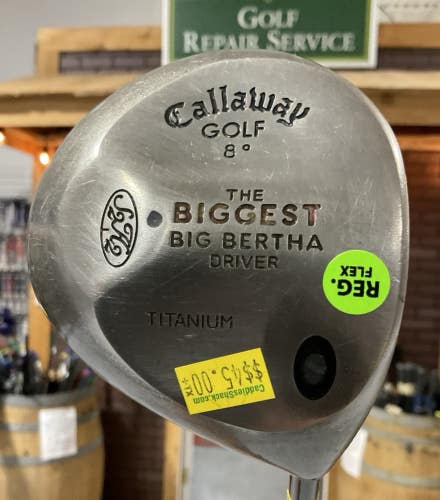 GOLF
REPAIR SERVICE
Callaway
GOLF
8°
THE
BIGGEST
BIG BERTHA
DRIVER
TITANIUM
REG.
FLEX
$$45.00
CaddiesShack.com